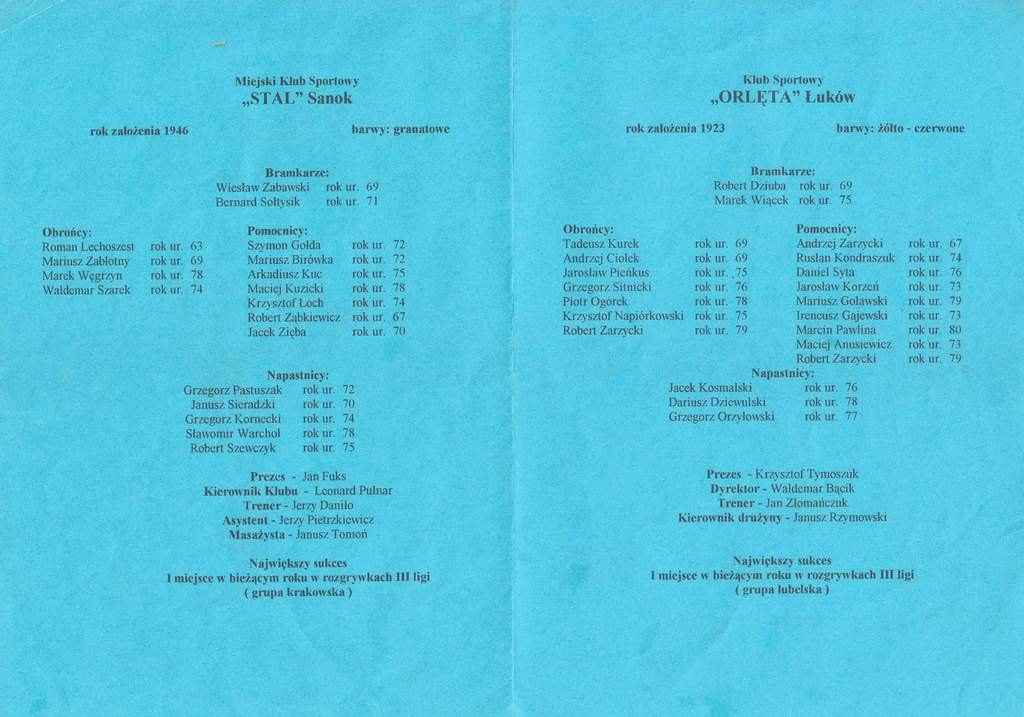 Miejski Klub Sportowy
„STAL” Sanok
rok założenia 1946 barwy: granatowe
Bramkarze:
Wiesław Zabawski rok ur. 69
Bernard Sołtysik rok ur. 71
Obrońcy:
Roman Lechoszest rok ur. 63
Mariusz Zabłotny rok ur. 69
Marek Węgrzyn rok ur. 78
Waldemar Szarek rok ur. 74
Pomocnicy:
Szymon Gołda rok ur. 72
Mariusz Birówka rok ur. 72
Arkadiusz Kuc rok ur. 75
Maciej Kuzicki rok ur. 78
Krzysztof Łoch rok ur. 74
Robert Ząbkiewicz rok ur. 67
Jacek Zięba rok ur. 70
Napastnicy:
Grzegorz Pastuszak rok ur. 72
Janusz Sieradzki rok ur. 70
Grzegorz Kornecki rok ur. 74
Sławomir Warchoł rok ur. 78
Robert Szewczyk rok ur. 75
Prezes - Jan Fuks
Kierownik Klubu - Leonard Pulnar
Trener - Jerzy Daniło
Asystent - Jerzy Pietrzkiewicz
Masażysta - Janusz Tomoń
Największy sukces
I miejsce w bieżącym roku w rozgrywkach III ligi
( grupa krakowska )
Klub Sportowy
„ORLĘTA” Łuków
rok założenia 1923 barwy: żółto - czerwone
Bramkarze:
Robert Dziuba rok ur. 69
Marek Wiącek rok ur. 75
Obrońcy:
Tadeusz Kurek rok ur. 69
Andrzej Ciołek rok ur. 69
Jarosław Pieńkus rok ur. 75
Grzegorz Sitnicki rok ur. 76
Piotr Ogórek rok ur. 78
Krzysztof Napiórkowski rok ur. 75
Robert Zarzycki rok ur. 79
Pomocnicy:
Andrzej Zarzycki rok ur. 67
Rusłan Kondraszuk rok ur. 74
Daniel Syta rok ur. 76
Jarosław Korzeń rok ur. 73
Mariusz Goławski rok ur. 79
Ireneusz Gajewski rok ur. 73
Marcin Pawlina rok ur. 80
Maciej Anusiewicz rok ur. 73
Robert Zarzycki rok ur. 79
Napastnicy:
Jacek Kosmalski rok ur. 76
Dariusz Dziewulski rok ur. 78
Grzegorz Orzyłowski rok ur. 77
Prezes - Krzysztof Tymoszuk
Dyrektor - Waldemar Bącik
Trener - Jan Złomańczuk
Kierownik drużyny - Janusz Rzymowski
Największy sukces
I miejsce w bieżącym roku w rozgrywkach III ligi
( grupa lubelska )